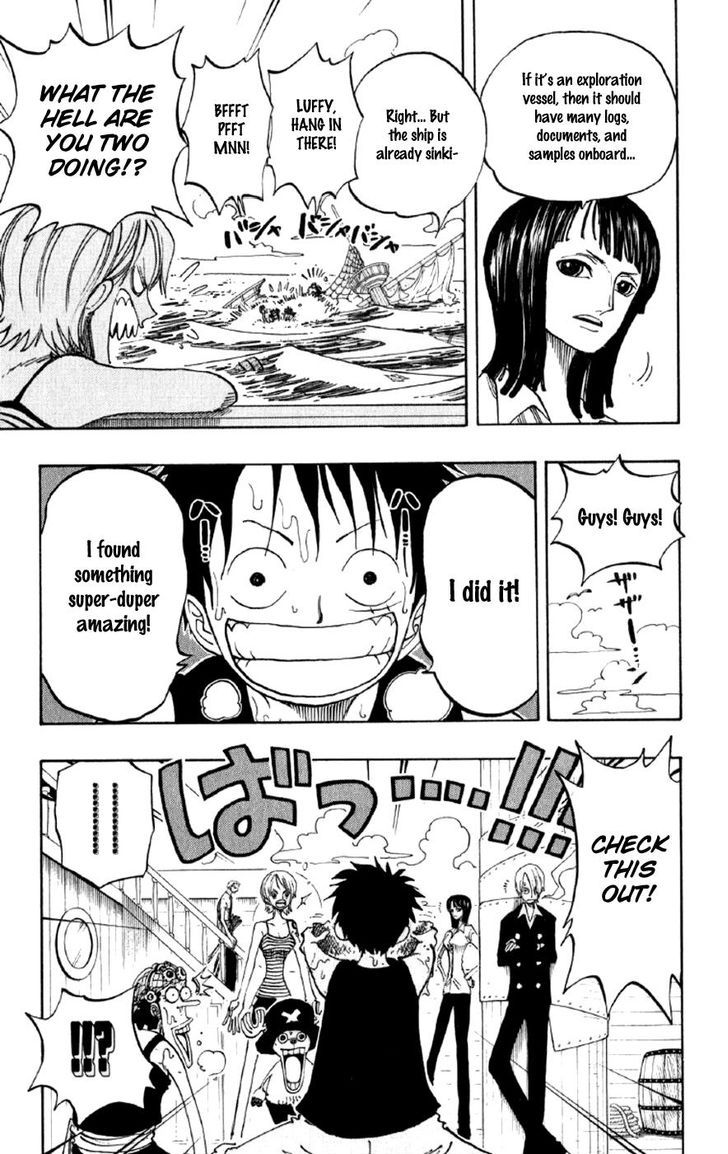 If it's an exploration
vessel, then it should
have many logs,
documents, and
samples onboard...
Right... But
the ship is
already sinki-
LUFFY,
HANG IN
THERE!
BFFFT
PFFT
MNN!
WHAT THE
HELL ARE
YOU TWO
DOING!?
バシャ
バシャバシャ
Guys! Guys!
ザザ…
I did it!
I found
something
super-duper
amazing!
CHECK
THIS
OUT!
ばっ…‥!!!
!!
!!?